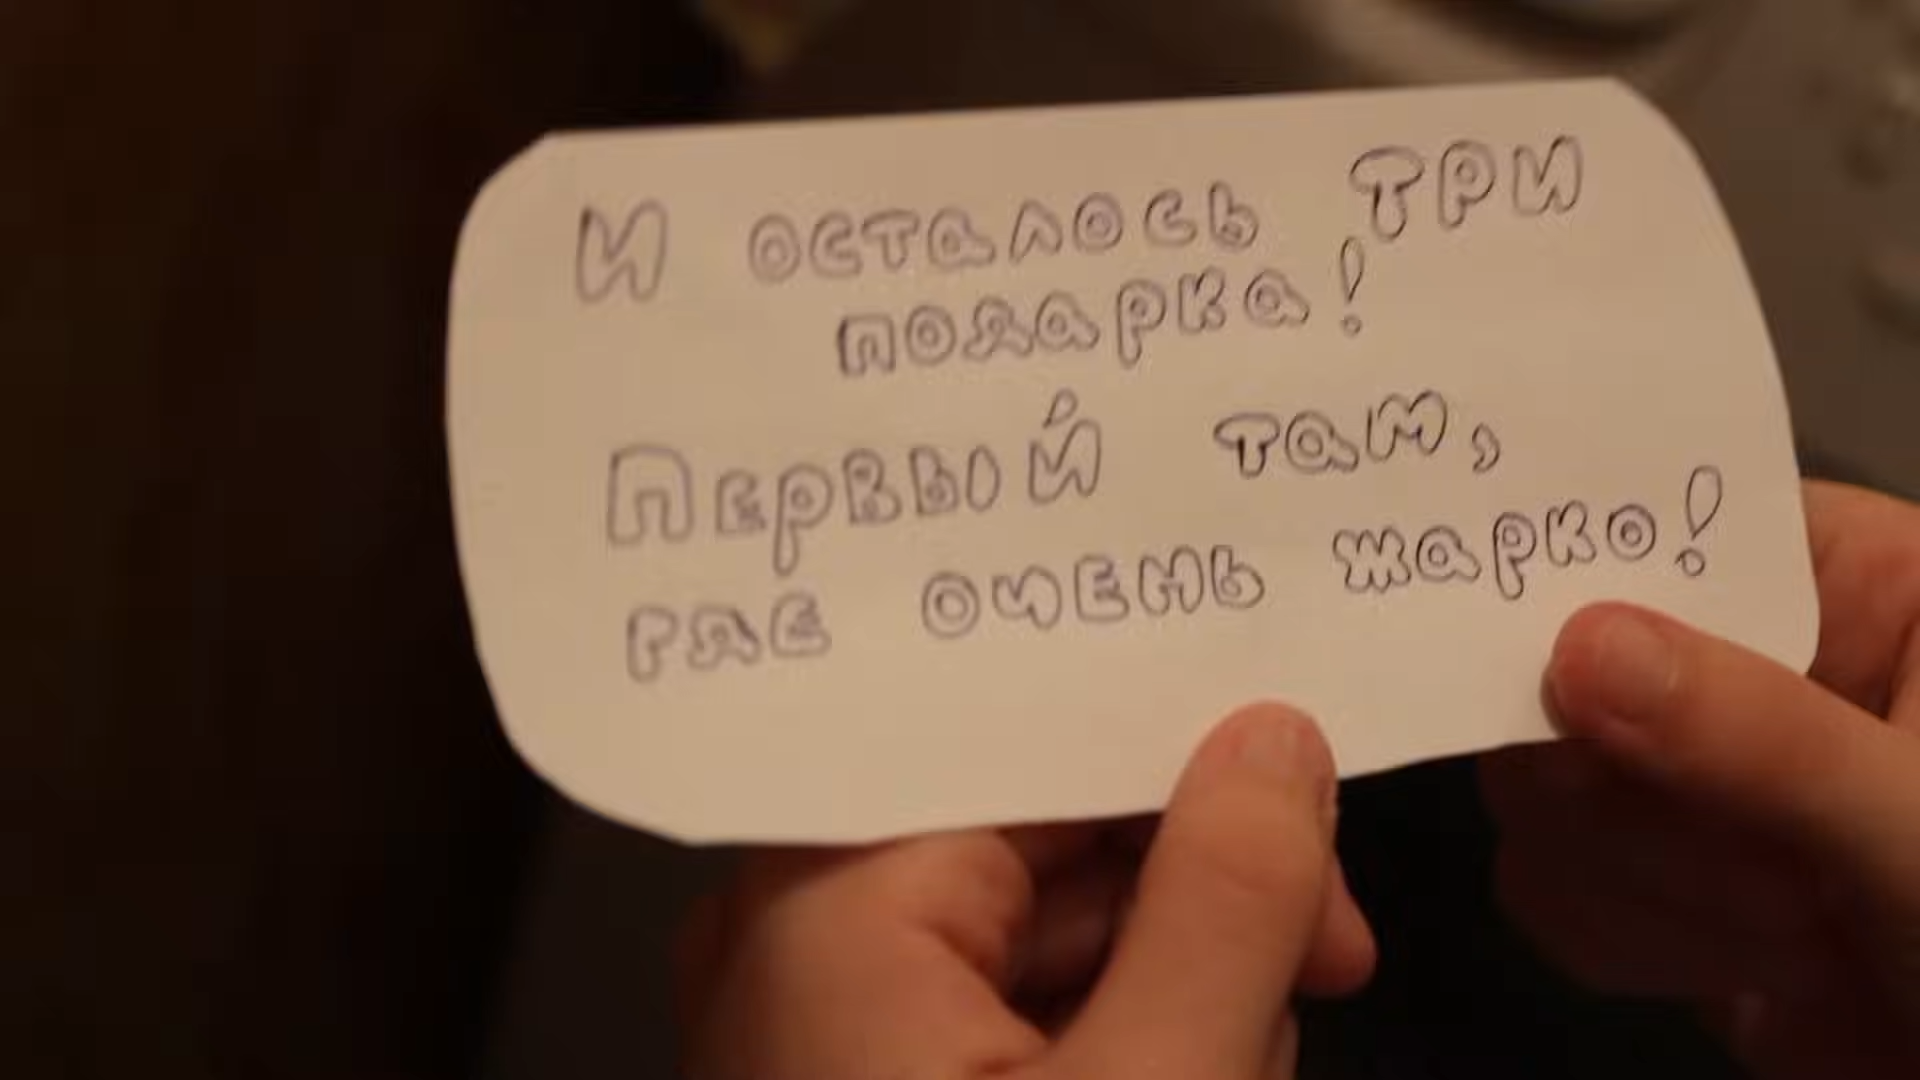 И осталось ТРИ
подарка!
Первый там,
где очень жарко!